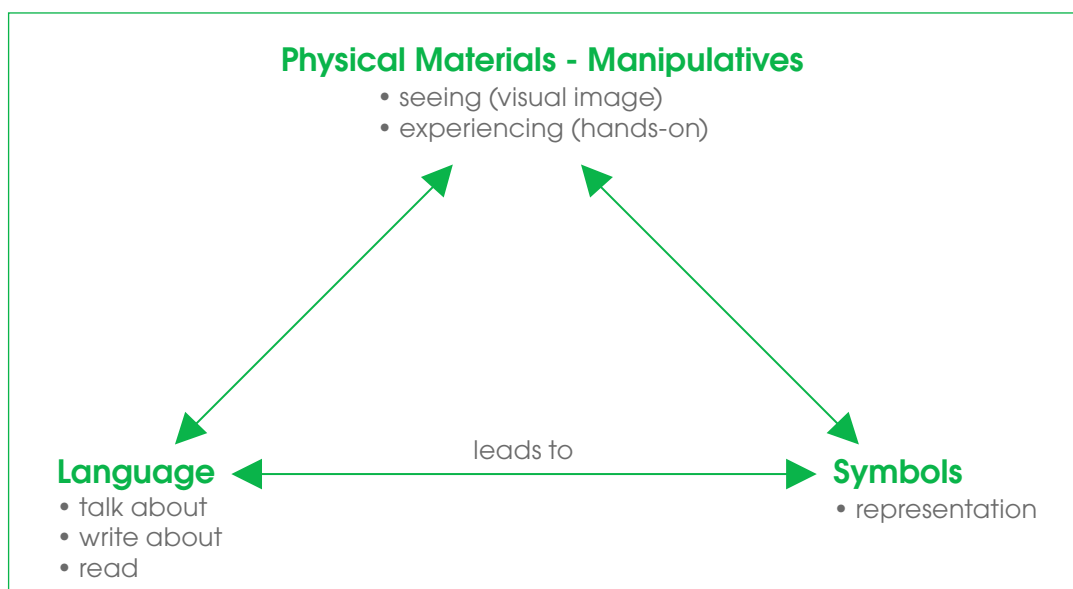 Physical Materials - Manipulatives
• seeing (visual image)
• experiencing (hands-on)
leads to
Language
• talk about
• write about
• read
Symbols
• representation